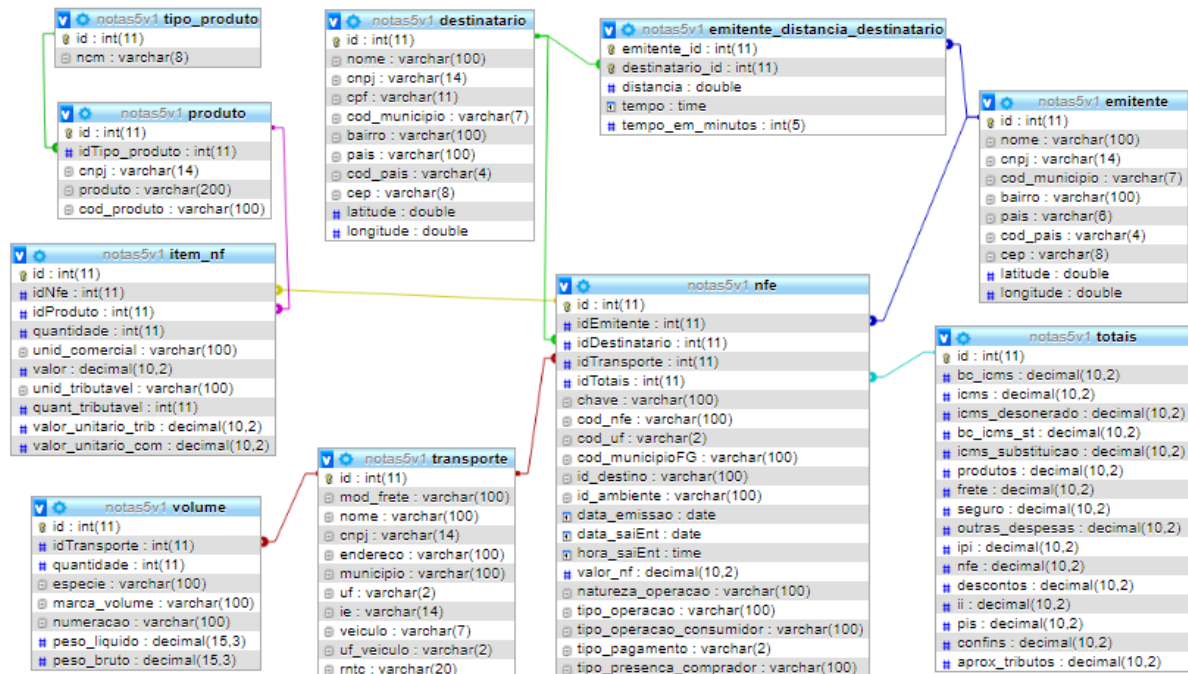 notas5v1 tipo_produto
id : int(11)
ncm : varchar(8)
notas5v1 produto
id : int(11)
idTipo_produto : int(11)
cnpj : varchar(14)
produto : varchar(200)
cod_produto : varchar(100)
notas5v1 item_nf
id : int(11)
idNfe : int(11)
idProduto : int(11)
quantidade : int(11)
unid_comercial : varchar(100)
valor : decimal(10,2)
unid_tributavel : varchar(100)
quant_tributavel : int(11)
valor_unitario_trib : decimal(10,2)
valor_unitario_com : decimal(10,2)
notas5v1 volume
id : int(11)
idTransporte : int(11)
quantidade : int(11)
especie : varchar(100)
marca_volume : varchar(100)
numeracao : varchar(100)
peso_liquido : decimal(15,3)
peso_bruto : decimal(15,3)
notas5v1 destinatario
id : int(11)
nome : varchar(100)
cnpj : varchar(14)
cpf : varchar(11)
cod_municipio : varchar(7)
bairro : varchar(100)
pais : varchar(100)
cod_pais : varchar(4)
cep : varchar(8)
latitude : double
longitude : double
notas5v1 transporte
id : int(11)
mod_frete : varchar(100)
nome : varchar(100)
cnpj : varchar(14)
endereco : varchar(100)
municipio : varchar(100)
uf : varchar(2)
ie : varchar(14)
veiculo : varchar(7)
uf_veiculo : varchar(2)
rntc : varchar(20)
notas5v1 emitente_distancia_destinatario
emitente_id : int(11)
destinatario_id : int(11)
distancia : double
tempo : time
tempo_em_minutos : int(5)
notas5v1 nfe
id : int(11)
idEmitente : int(11)
idDestinatario : int(11)
idTransporte : int(11)
idTotais : int(11)
chave : varchar(100)
cod_nfe : varchar(100)
cod_uf : varchar(2)
cod_municipioFG : varchar(100)
id_destino : varchar(100)
id_ambiente : varchar(100)
data_emissao : date
data_saiEnt : date
hora_saiEnt : time
valor_nf : decimal(10,2)
natureza_operacao : varchar(100)
tipo_operacao : varchar(100)
tipo_operacao_consumidor : varchar(100)
tipo_pagamento : varchar(2)
tipo_presenca_comprador : varchar(100)
notas5v1 emitente
id : int(11)
nome : varchar(100)
cnpj : varchar(14)
cod_municipio : varchar(7)
bairro : varchar(100)
pais : varchar(6)
cod_pais : varchar(4)
cep : varchar(8)
latitude : double
longitude : double
notas5v1 totais
id : int(11)
bc_icms : decimal(10,2)
icms : decimal(10,2)
icms_desonerado : decimal(10,2)
bc_icms_st : decimal(10,2)
icms_substituicao : decimal(10,2)
produtos : decimal(10,2)
frete : decimal(10,2)
seguro : decimal(10,2)
outras_despesas : decimal(10,2)
ipi : decimal(10,2)
nfe : decimal(10,2)
descontos : decimal(10,2)
ii : decimal(10,2)
pis : decimal(10,2)
confins : decimal(10,2)
aprox_tributos : decimal(10,2)